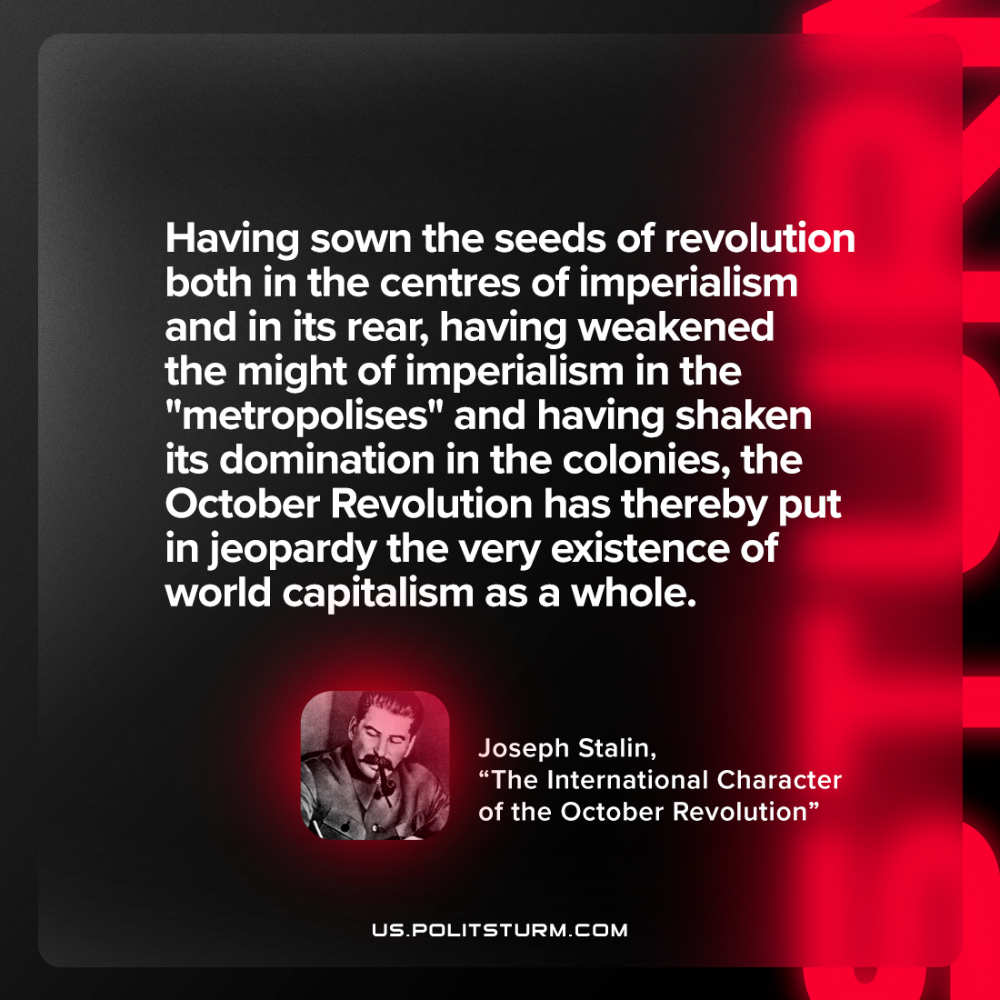 Having sown the seeds of revolution
both in the centres of imperialism
and in its rear, having weakened
the might of imperialism in the
"metropolises" and having shaken
its domination in the colonies, the
October Revolution has thereby put
in jeopardy the very existence of
world capitalism as a whole.
Joseph Stalin,
“The International Character
of the October Revolution”
US.POLITSTURM.COM